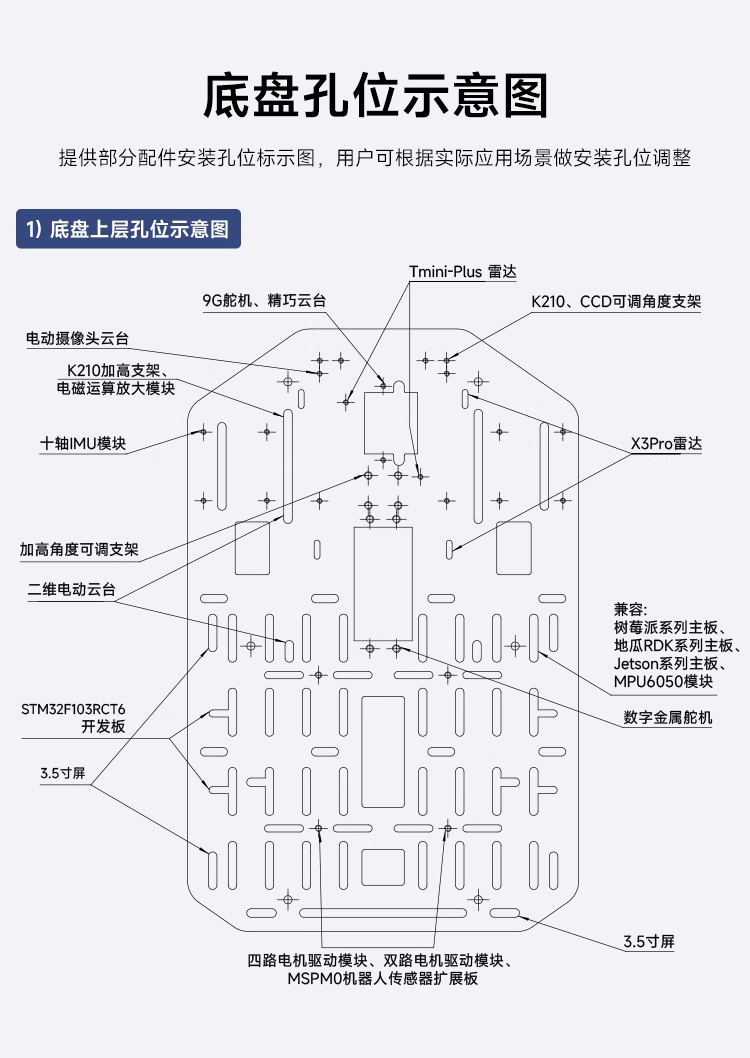 底盘孔位示意图
提供部分配件安装孔位标示图，用户可根据实际应用场景做安装孔位调整
1) 底盘上层孔位示意图
Tmini-Plus 雷达
9G舵机、精巧云台
K210、CCD可调角度支架
电动摄像头云台
K210加高支架、
电磁运算放大模块
十轴IMU模块
X3Pro雷达
加高角度可调支架
二维电动云台
兼容:
树莓派系列主板、
地瓜RDK系列主板、
Jetson系列主板、
MPU6050模块
STM32F103RCT6
开发板
数字金属舵机
3.5寸屏
3.5寸屏
四路电机驱动模块、双路电机驱动模块、
MSPM0机器人传感器扩展板